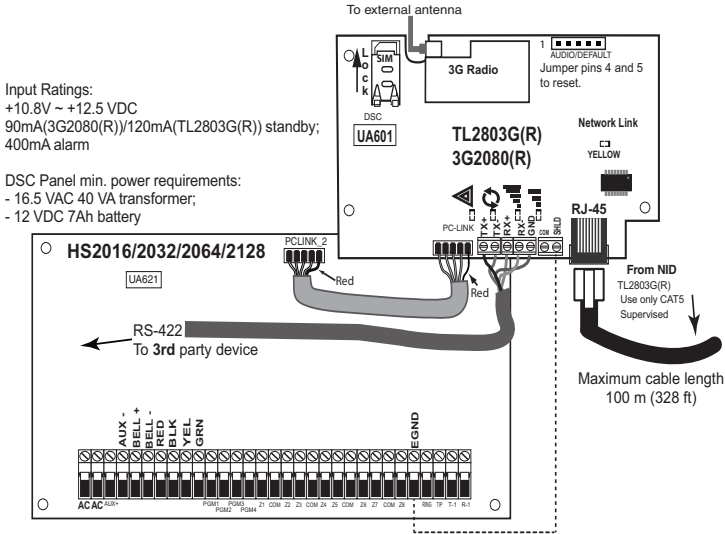 To external antenna
Input Ratings:
+10.8V ~ +12.5 VDC
90mA(3G2080(R))/120mA(TL2803G(R)) standby;
400mA alarm
DSC Panel min. power requirements:
- 16.5 VAC 40 VA transformer;
- 12 VDC 7Ah battery
Lock
SIM
3G Radio
1
AUDIO/DEFAULT
Jumper pins 4 and 5
to reset.
DSC
UA601
TL2803G(R)
3G2080(R)
Network Link
YELLOW
PC-LINK
TX+
TX-
RX+
RX-
GND
COM
SHLD
RJ-45
From NID
TL2803G(R)
Use only CAT5
Supervised
Maximum cable length
100 m (328 ft)
HS2016/2032/2064/2128
UA621
PCLINK_2
Red
Red
RS-422
To 3rd party device
AUX -
BELL +
BELL -
RED
BLK
YEL
GRN
EGND
AC AC AUX+ PGM1 PGM2 PGM3 PGM4 Z1 COM Z2 Z3 COM Z4 Z5 COM Z6 Z7 COM Z8 RNG TIP T-1 R-1